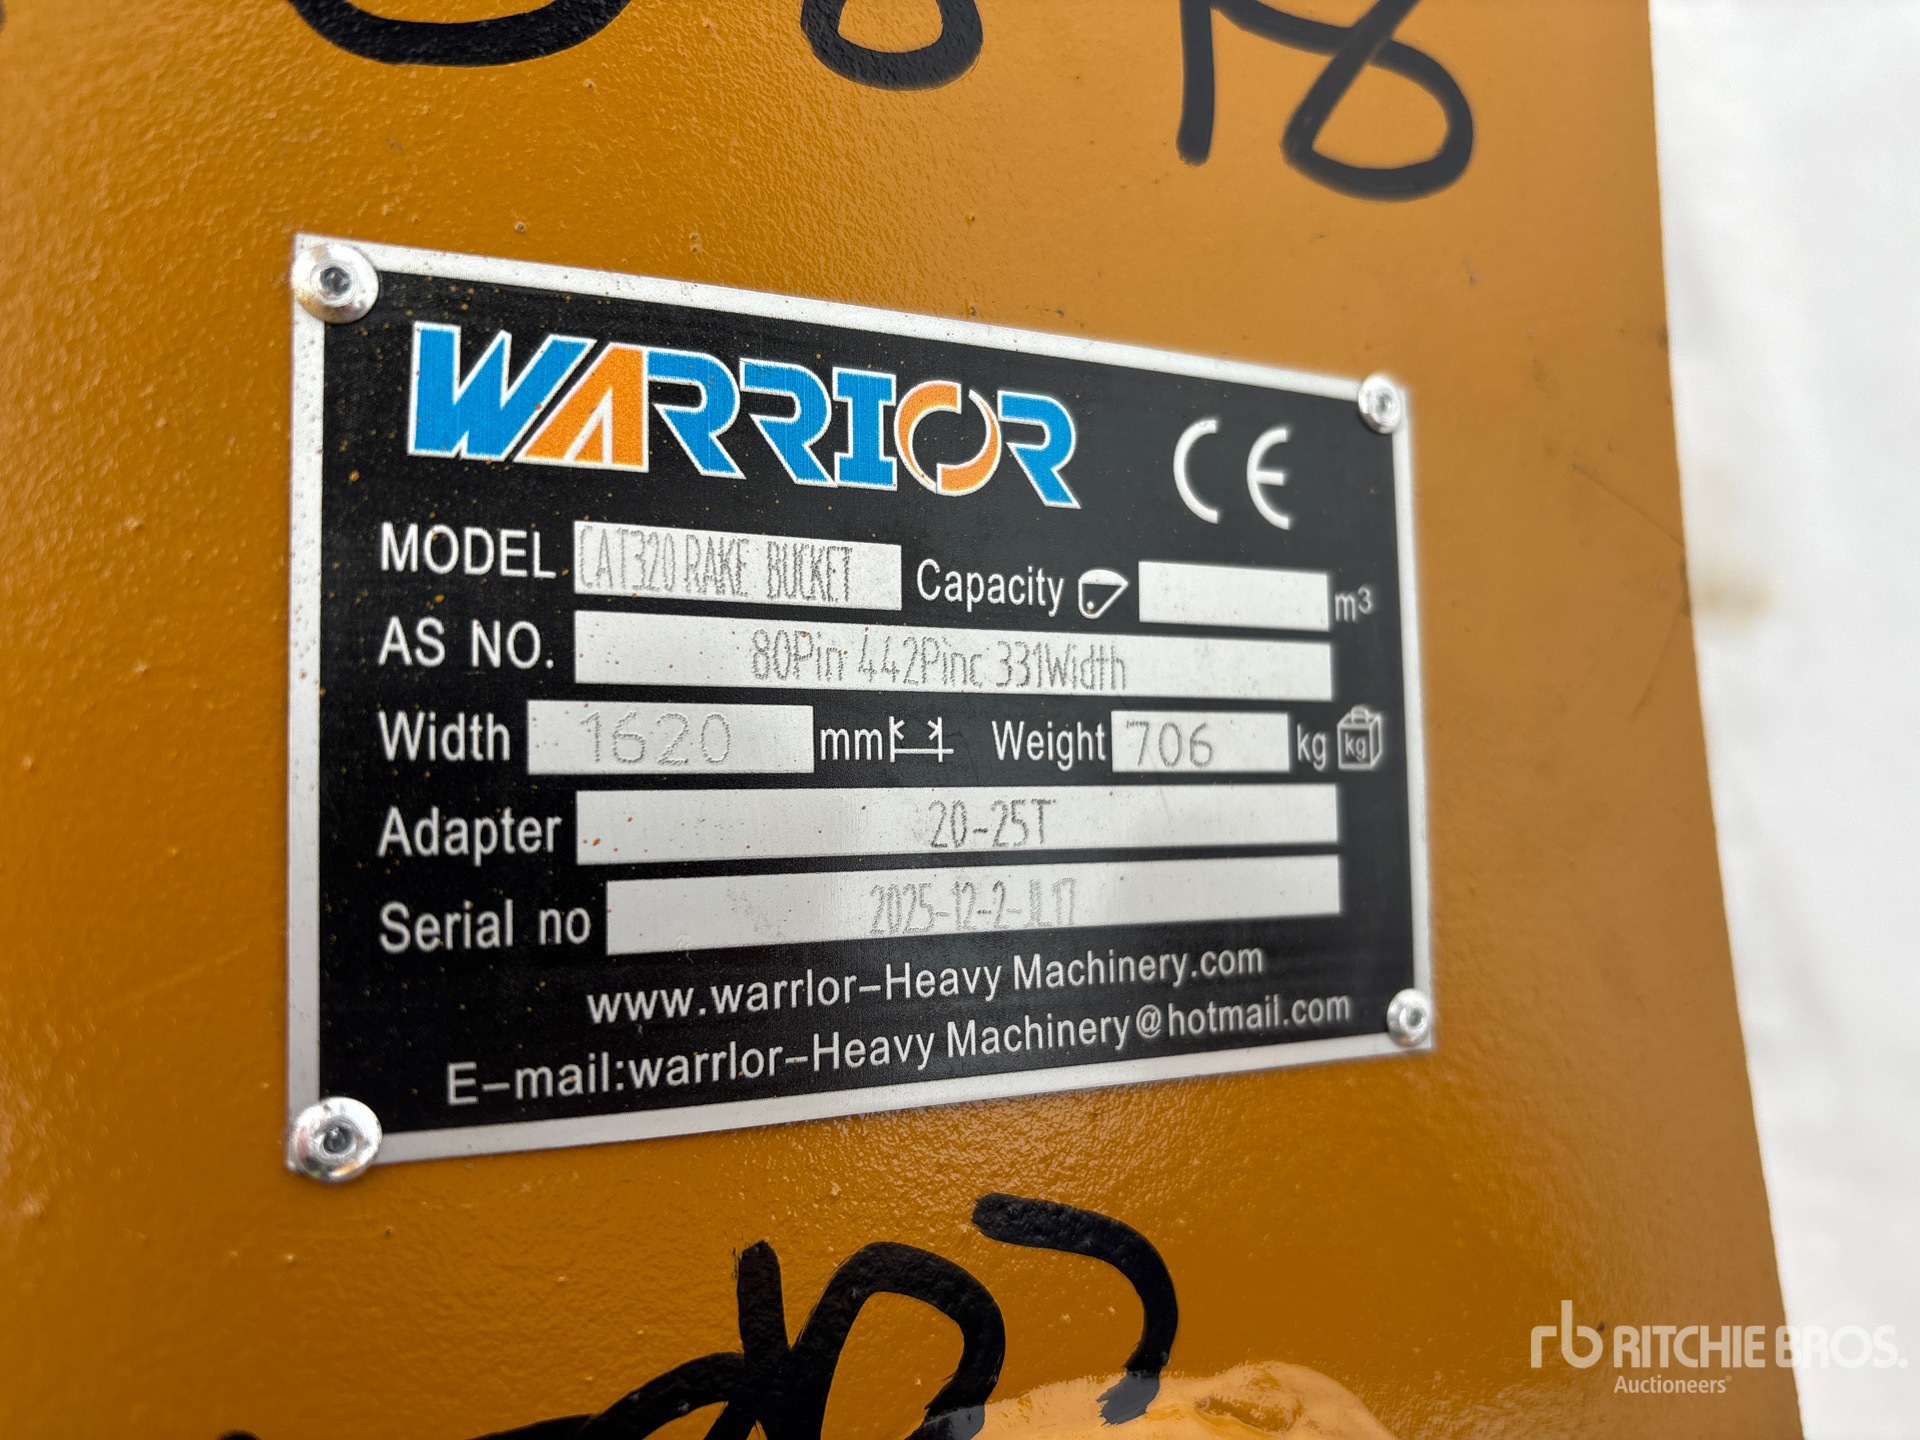 WARRIOR CE
MODEL CAT320 RAKE BUCKET Capacity m3
AS NO. 80Pin 442Pinc 331Width
Width 1620 mm Weight 706 kg kg
Adapter 20-25T
Serial no 2025-12-2-JL17
www.warrlor-Heavy Machinery.com
E-mail:warrlor-Heavy Machinery@hotmail.com
rb RITCHIE BROS.
Auctioneers